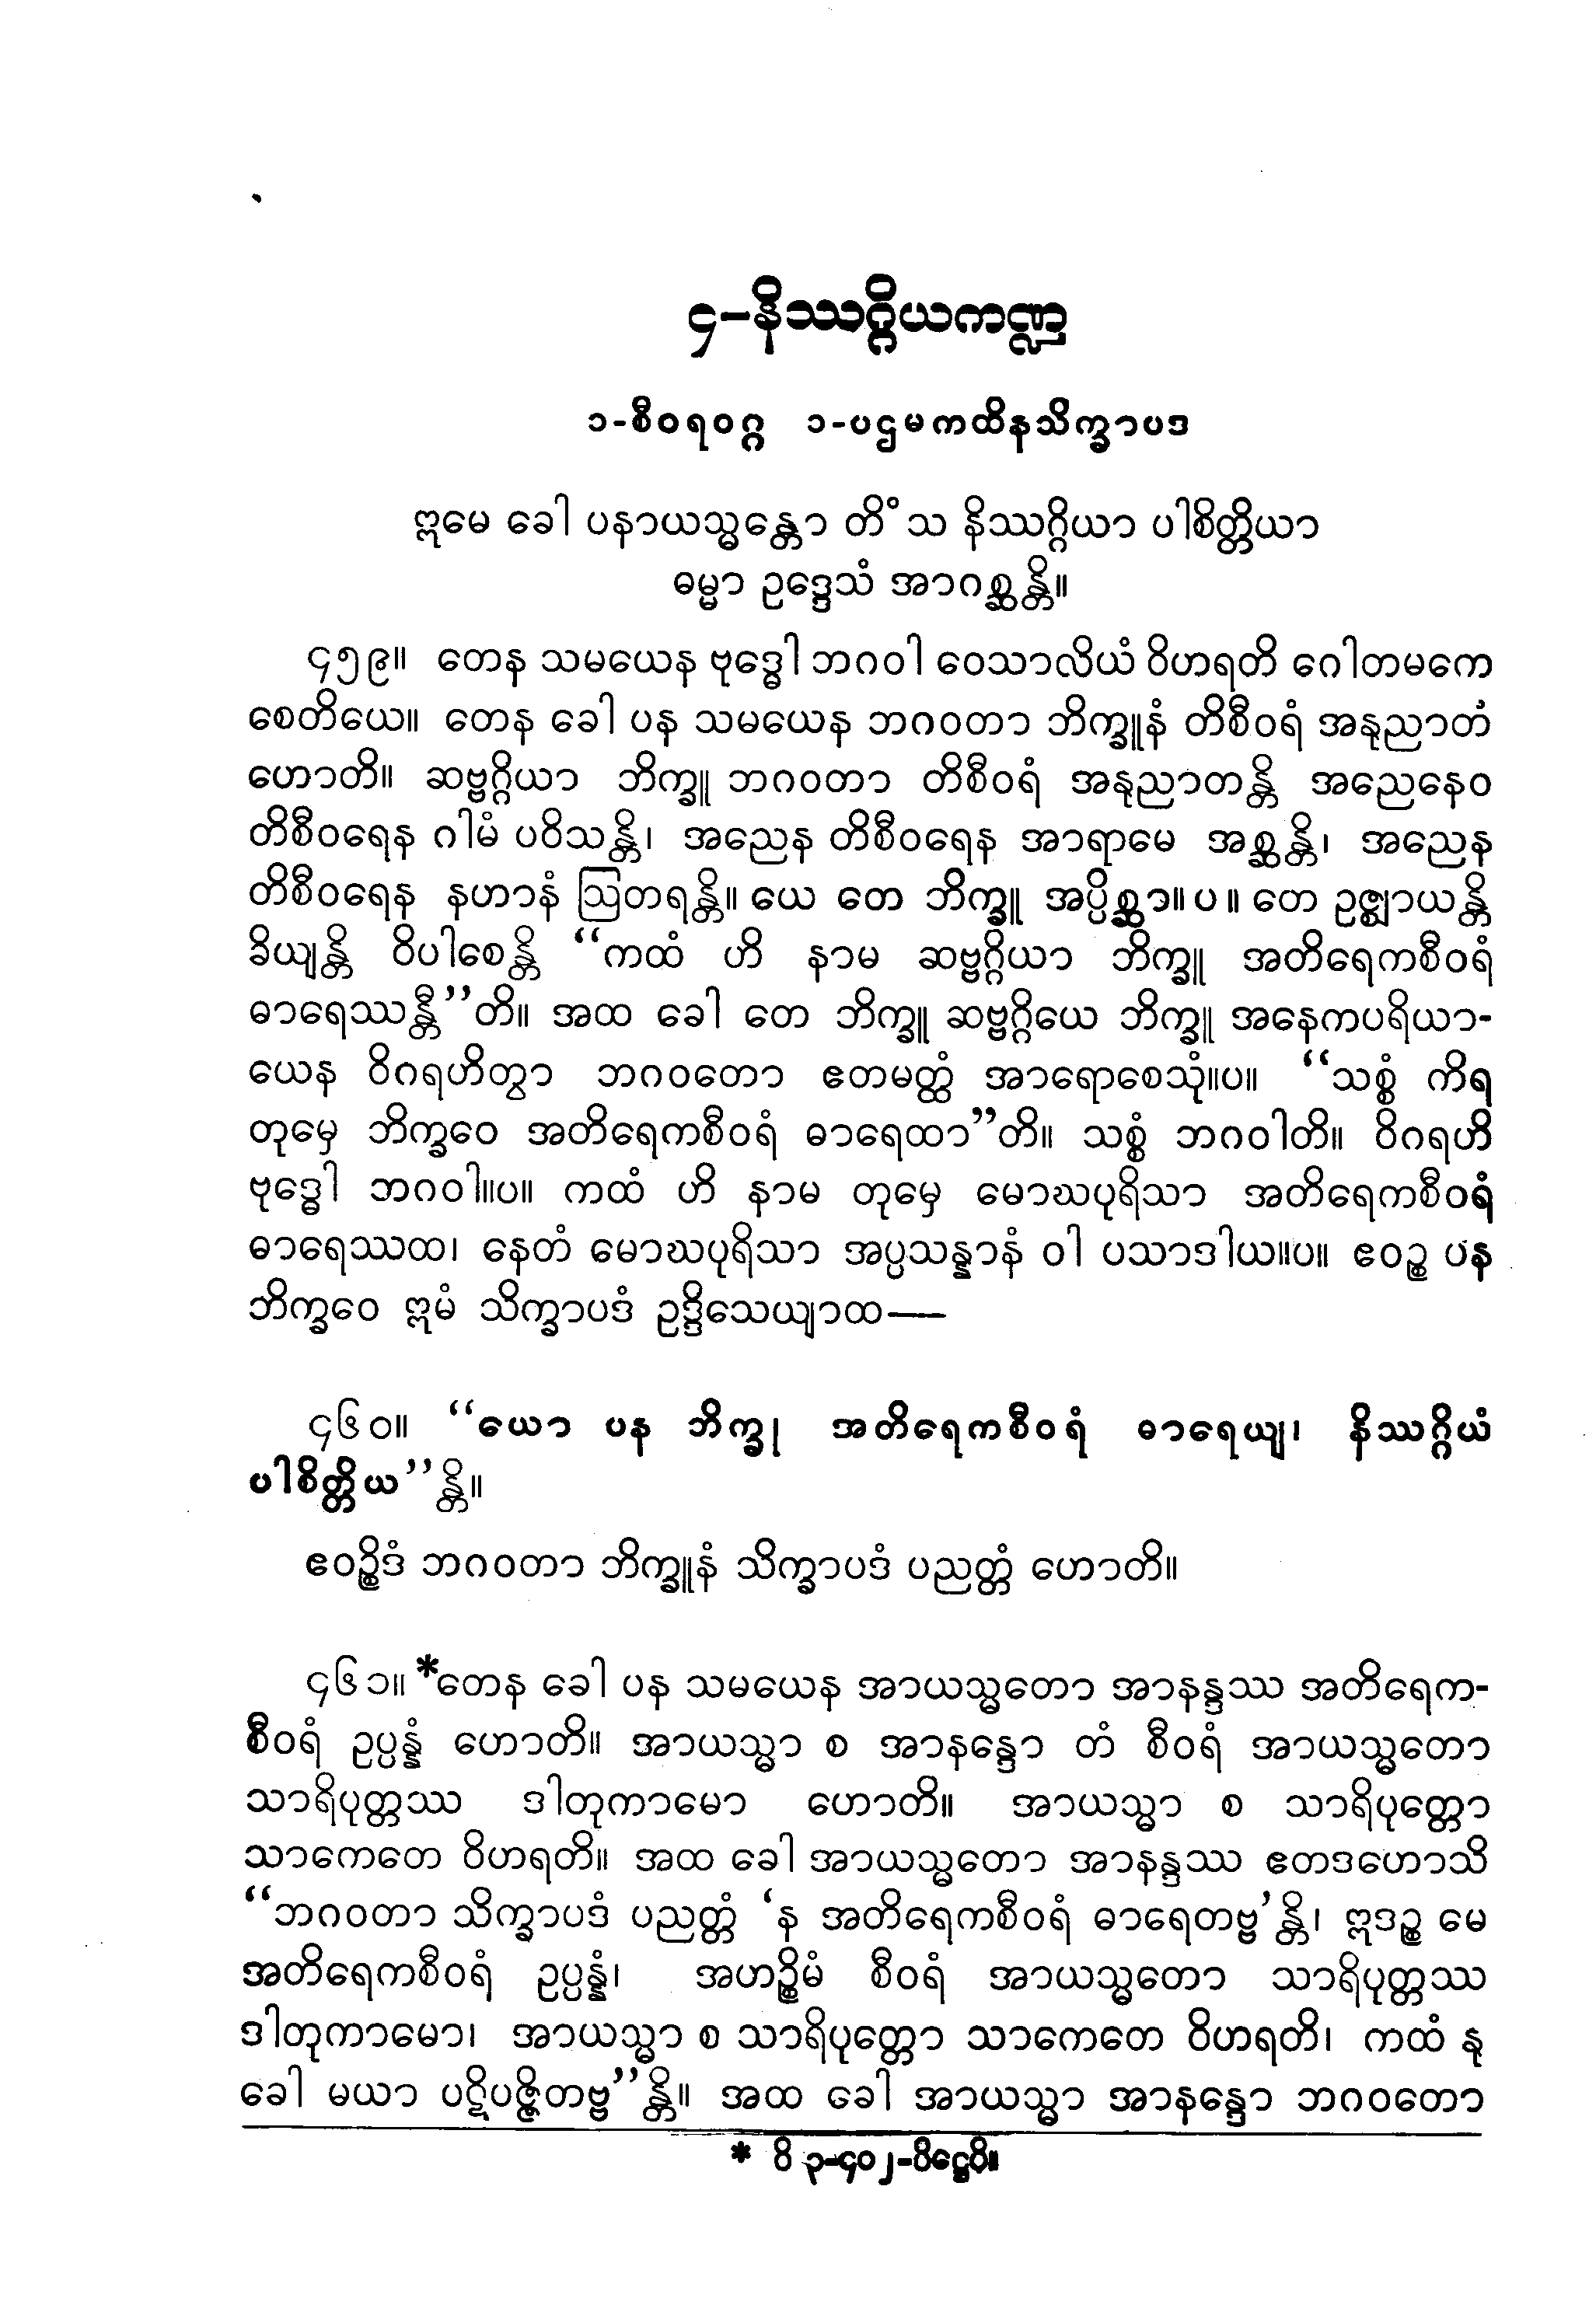 ၄–နိဿဂ္ဂိယကဏ္ဍ
၁-စီဝရဝဂ္ဂ ၁-ပဌမကထိနသိက္ခာပဒ
ဣမေ ခေါ ပနာယသ္မန္တော တိံသ နိဿဂ္ဂိယာ ပါစိတ္တိယာ
ဓမ္မာ ဥဒ္ဒေသံ အာဂစ္ဆန္တိ။
၄၅၉။ တေန သမယေန ဗုဒ္ဓေါ ဘဂဝါ ဝေသာလိယံ ဝိဟရတိ ဂေါတမကေ
စေတိယေ။ တေန ခေါ ပန သမယေန ဘဂဝတာ ဘိက္ခူနံ တိစီဝရံ အနုညာတံ
ဟောတိ။ ဆဗ္ဗဂ္ဂိယာ ဘိက္ခူ ဘဂဝတာ တိစီဝရံ အနုညာတန္တိ အညေနေဝ
တိစီဝရေန ဂါမံ ပဝိသန္တိ၊ အညေန တိစီဝရေန အာရာမေ အစ္ဆန္တိ၊ အညေန
တိစီဝရေန နဟာနံ ဩတရန္တိ။ ယေ တေ ဘိက္ခူ အပ္ပိစ္ဆာ။ပ။ တေ ဥဇ္ဈာယန္တိ
ခိယျန္တိ ဝိပါစေန္တိ “ကထံ ဟိ နာမ ဆဗ္ဗဂ္ဂိယာ ဘိက္ခူ အတိရေကစီဝရံ
ဓာရေဿန္တီ”တိ။ အထ ခေါ တေ ဘိက္ခူ ဆဗ္ဗဂ္ဂိယေ ဘိက္ခူ အနေကပရိယာ-
ယေန ဝိဂရဟိတွာ ဘဂဝတော ဧတမတ္ထံ အာရောစေသုံ။ပ။ “သစ္စံ ကိရ
တုမှေ ဘိက္ခဝေ အတိရေကစီဝရံ ဓာရေထာ”တိ။ သစ္စံ ဘဂဝါတိ။ ဝိဂရဟိ
ဗုဒ္ဓေါ ဘဂဝါ။ပ။ ကထံ ဟိ နာမ တုမှေ မောဃပုရိသာ အတိရေကစီဝရံ
ဓာရေဿထ၊ နေတံ မောဃပုရိသာ အပ္ပသန္နာနံ ဝါ ပသာဒါယ။ပ။ ဧဝဉ္စ ပန
ဘိက္ခဝေ ဣမံ သိက္ခာပဒံ ဥဒ္ဒိသေယျာထ—
၄၆၀။ “ယော ပန ဘိက္ခု အတိရေကစီဝရံ ဓာရေယျ၊ နိဿဂ္ဂိယံ
ပါစိတ္တိယ”န္တိ။
ဧဝဉ္စိဒံ ဘဂဝတာ ဘိက္ခူနံ သိက္ခာပဒံ ပညတ္တံ ဟောတိ။
၄၆၁။ *တေန ခေါ ပန သမယေန အာယသ္မတော အာနန္ဒဿ အတိရေက-
စီဝရံ ဥပ္ပန္နံ ဟောတိ။ အာယသ္မာ စ အာနန္ဒော တံ စီဝရံ အာယသ္မတော
သာရိပုတ္တဿ ဒါတုကာမော ဟောတိ။ အာယသ္မာ စ သာရိပုတ္တော
သာကေတေ ဝိဟရတိ။ အထ ခေါ အာယသ္မတော အာနန္ဒဿ ဧတဒဟောသိ
“ဘဂဝတာ သိက္ခာပဒံ ပညတ္တံ ‘န အတိရေကစီဝရံ ဓာရေတဗ္ဗ’န္တိ၊ ဣဒဉ္စ မေ
အတိရေကစီဝရံ ဥပ္ပန္နံ၊ အဟဉ္စိမံ စီဝရံ အာယသ္မတော သာရိပုတ္တဿ
ဒါတုကာမော၊ အာယသ္မာ စ သာရိပုတ္တော သာကေတေ ဝိဟရတိ၊ ကထံ နု
ခေါ မယာ ပဋိပဇ္ဇိတဗ္ဗ”န္တိ။ အထ ခေါ အာယသ္မာ အာနန္ဒော ဘဂဝတော
* ဝိ ၃-၄၀၂-ပိဋ္ဌေပိ။